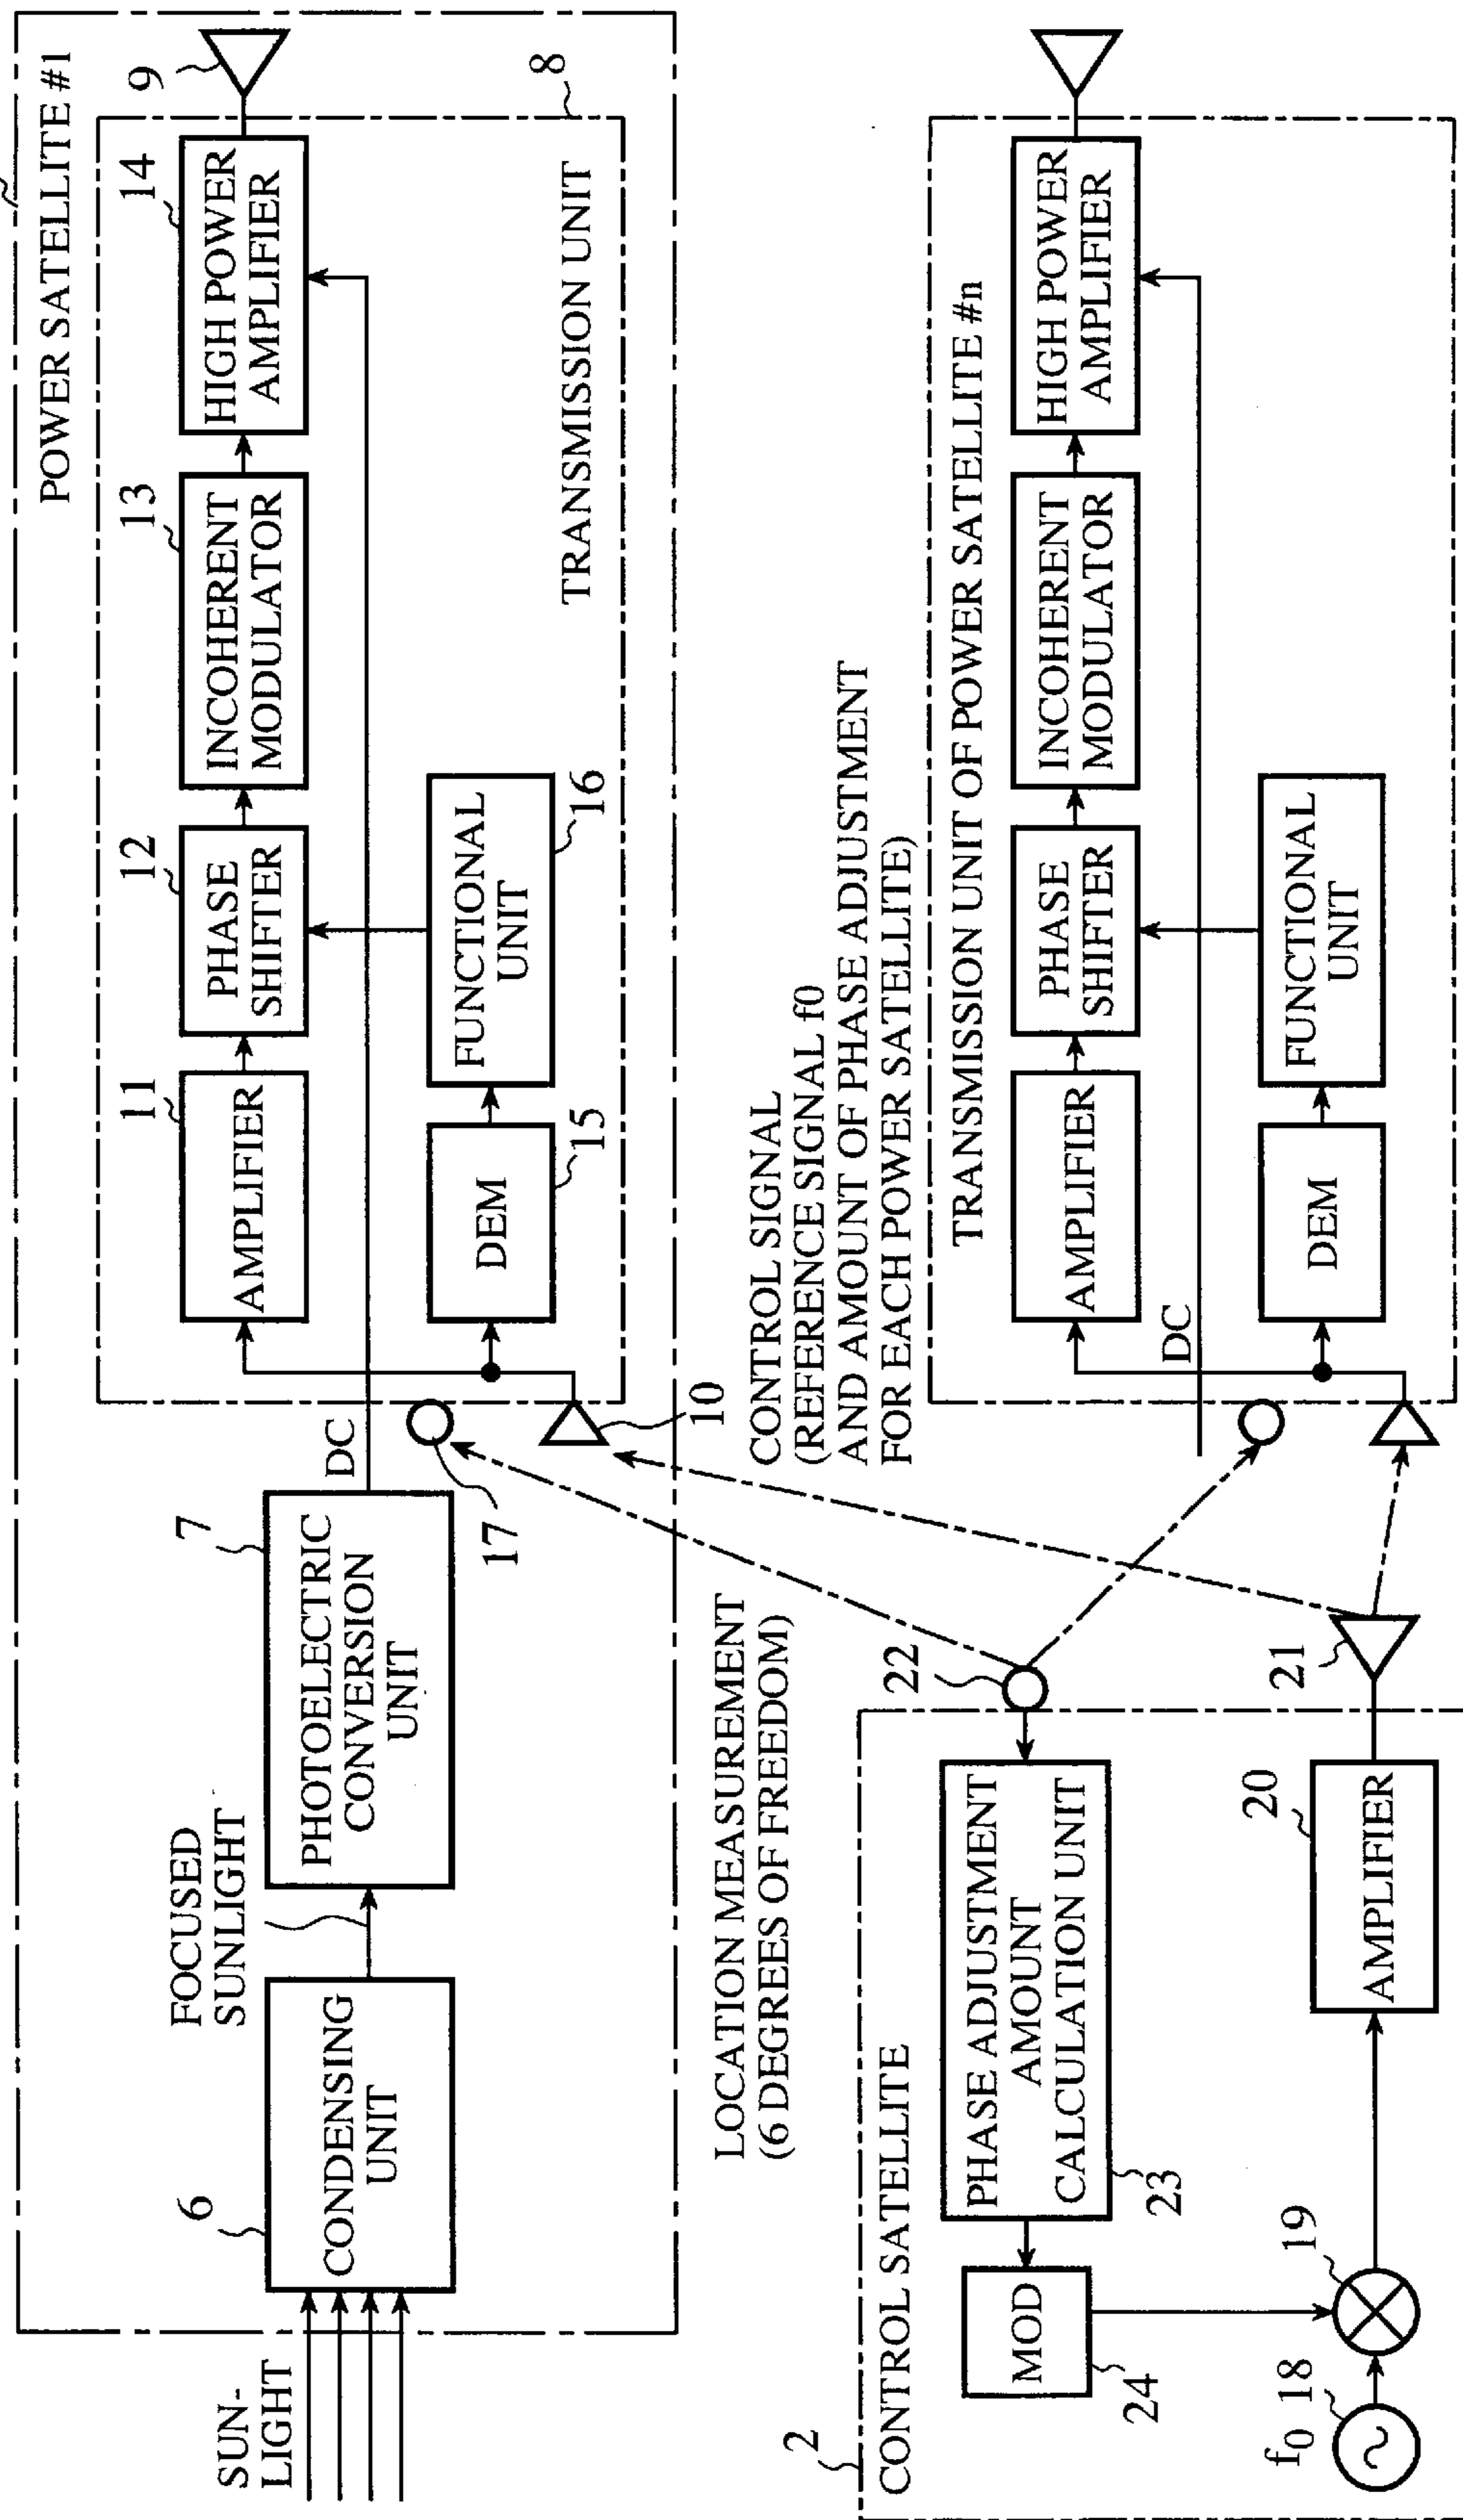 POWER SATELLITE #1
SUN-
LIGHT
6
CONDENSING
UNIT
FOCUSED
SUNLIGHT
7
PHOTOELECTRIC
CONVERSION
UNIT
DC
11
AMPLIFIER
12
PHASE
SHIFTER
13
INCOHERENT
MODULATOR
14
HIGH POWER
AMPLIFIER
9
17
10
DEM
15
FUNCTIONAL
UNIT
16
TRANSMISSION UNIT
8
LOCATION MEASUREMENT
(6 DEGREES OF FREEDOM)
CONTROL SIGNAL
(REFERENCE SIGNAL f0
AND AMOUNT OF PHASE ADJUSTMENT
FOR EACH POWER SATELLITE)
2
CONTROL SATELLITE
MOD
24
PHASE ADJUSTMENT
AMOUNT
CALCULATION UNIT
23
22
f0
18
19
20
AMPLIFIER
21
TRANSMISSION UNIT OF POWER SATELLITE #n
AMPLIFIER
PHASE
SHIFTER
INCOHERENT
MODULATOR
HIGH POWER
AMPLIFIER
DC
DEM
FUNCTIONAL
UNIT